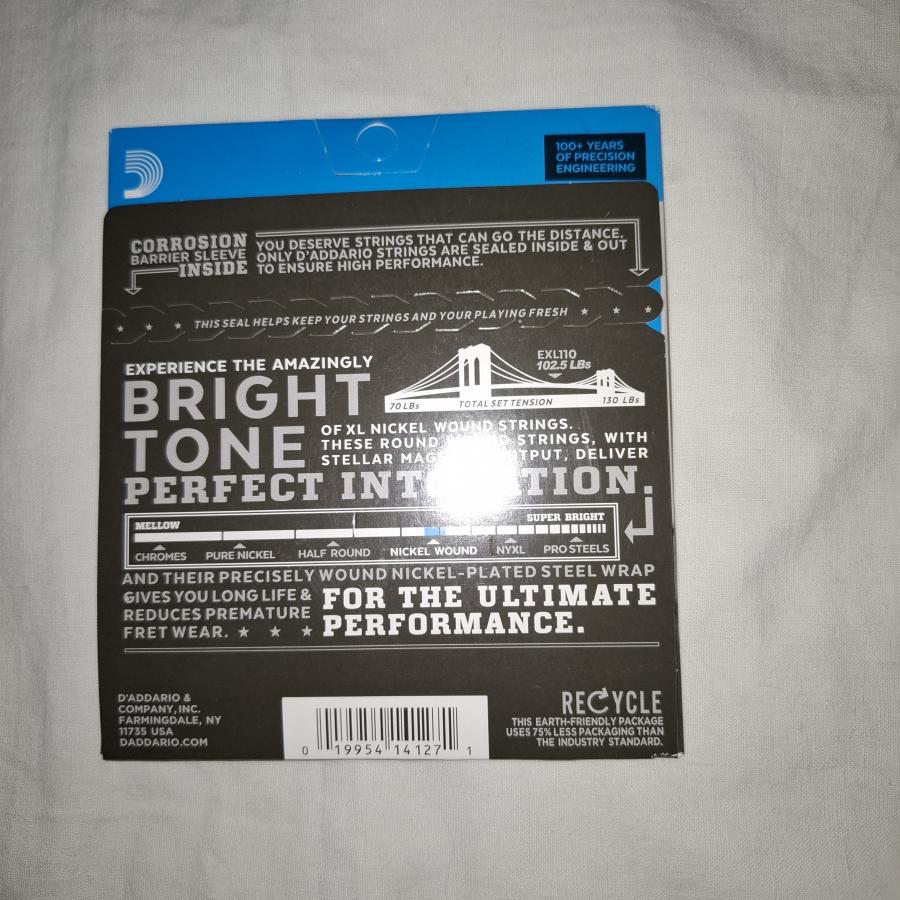 100+ YEARS
OF PRECISION
ENGINEERING
CORROSION
BARRIER SLEEVE
INSIDE
YOU DESERVE STRINGS THAT CAN GO THE DISTANCE.
ONLY D'ADDARIO STRINGS ARE SEALED INSIDE & OUT
TO ENSURE HIGH PERFORMANCE.
THIS SEAL HELPS KEEP YOUR STRINGS AND YOUR PLAYING FRESH
EXPERIENCE THE AMAZINGLY
BRIGHT
TONE
EXL110
102.5 LBs
70 LBs TOTAL SET TENSION 130 LBs
OF XL NICKEL WOUND STRINGS.
THESE ROUND STRINGS, WITH
STELLAR DELIVER
PERFECT
MELLOW SUPER BRIGHT
CHROMES PURE NICKEL HALF ROUND NICKEL WOUND NYXL PRO STEELS
AND THEIR PRECISELY WOUND NICKEL-PLATED STEEL WRAP
GIVES YOU LONG LIFE &
REDUCES PREMATURE
FRET WEAR.
FOR THE ULTIMATE
PERFORMANCE.
D'ADDARIO &
COMPANY, INC.
FARMINGDALE, NY
11735 USA
DADDARIO.COM
0 19954 14127 1
RECYCLE
THIS EARTH-FRIENDLY PACKAGE
USES 75% LESS PACKAGING THAN
THE INDUSTRY STANDARD.